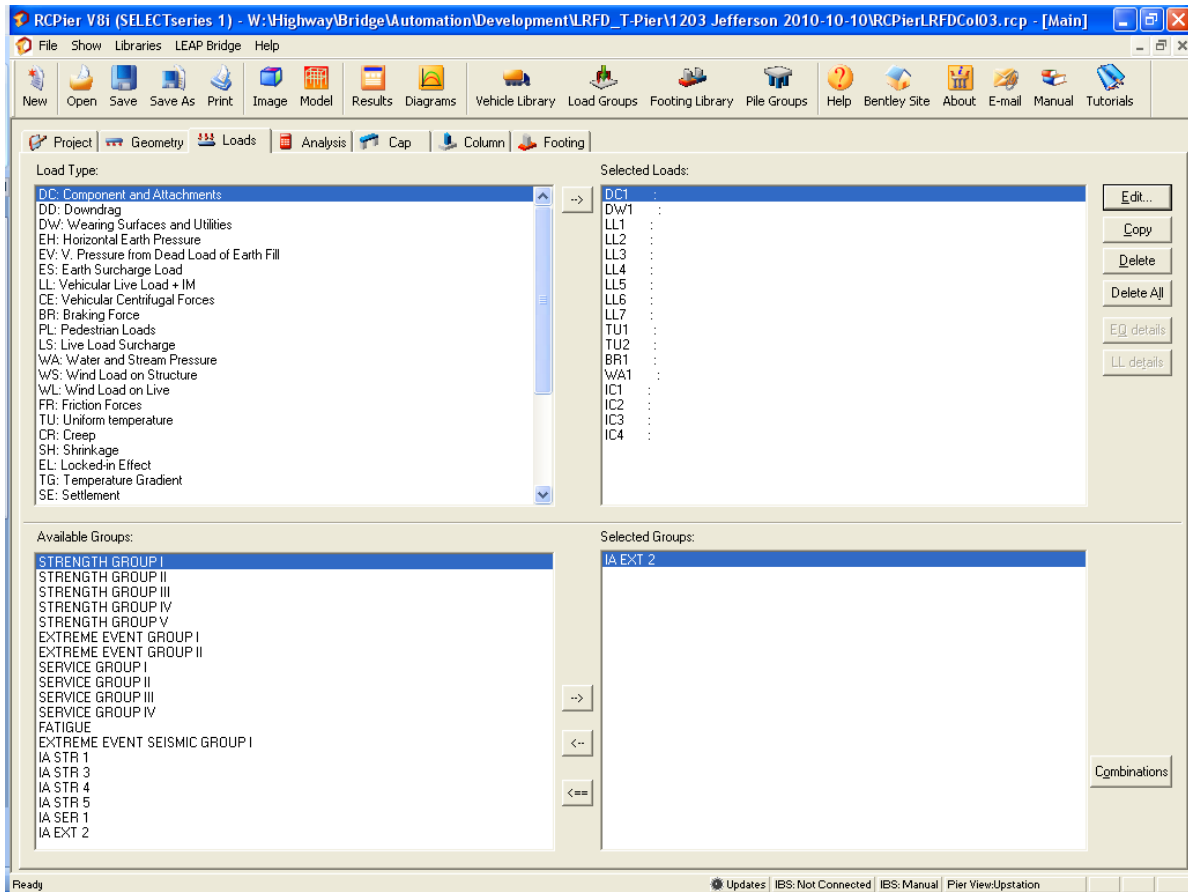 RCPier V8i (SELECTseries 1) - W:\Highway\Bridge\Automation\Development\LRFD_T-Pier\1203 Jefferson 2010-10-10\RCPierLRFDCol03.rcp - [Main]
File Show Libraries LEAP Bridge Help
New Open Save Save As Print Image Model Results Diagrams Vehicle Library Load Groups Footing Library Pile Groups Help Bentley Site About E-mail Manual Tutorials
Project Geometry Loads Analysis Cap Column Footing
Load Type:
DC: Component and Attachments
DD: Downdrag
DW: Wearing Surfaces and Utilities
EH: Horizontal Earth Pressure
EV: V. Pressure from Dead Load of Earth Fill
ES: Earth Surcharge Load
LL: Vehicular Live Load + IM
CE: Vehicular Centrifugal Forces
BR: Braking Force
PL: Pedestrian Loads
LS: Live Load Surcharge
WA: Water and Stream Pressure
WS: Wind Load on Structure
WL: Wind Load on Live
FR: Friction Forces
TU: Uniform temperature
CR: Creep
SH: Shrinkage
EL: Locked-in Effect
TG: Temperature Gradient
SE: Settlement
-->
Selected Loads:
DC1 :
DW1 :
LL1 :
LL2 :
LL3 :
LL4 :
LL5 :
LL6 :
LL7 :
TU1 :
TU2 :
BR1 :
WA1 :
IC1 :
IC2 :
IC3 :
IC4 :
Edit...
Copy
Delete
Delete All
EQ details
LL details
Available Groups:
STRENGTH GROUP I
STRENGTH GROUP II
STRENGTH GROUP III
STRENGTH GROUP IV
STRENGTH GROUP V
EXTREME EVENT GROUP I
EXTREME EVENT GROUP II
SERVICE GROUP I
SERVICE GROUP II
SERVICE GROUP III
SERVICE GROUP IV
FATIGUE
EXTREME EVENT SEISMIC GROUP I
IA STR 1
IA STR 3
IA STR 4
IA STR 5
IA SER 1
IA EXT 2
-->
<--
<==
Selected Groups:
IA EXT 2
Combinations
Ready
Updates IBS: Not Connected IBS: Manual Pier View:Upstation